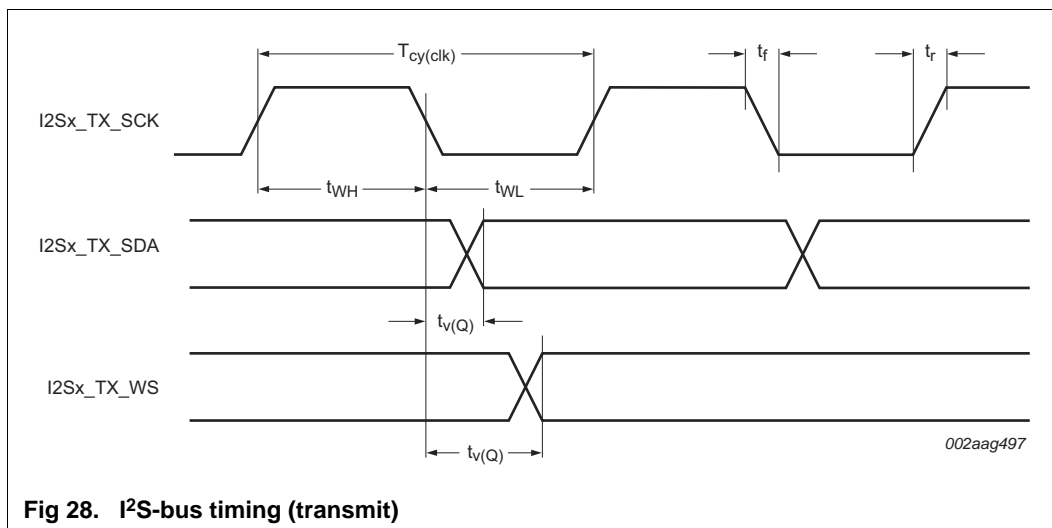 T_cy(clk) t_f t_r
I2Sx_TX_SCK
t_WH t_WL
I2Sx_TX_SDA
t_v(Q)
I2Sx_TX_WS
t_v(Q)
002aag497
Fig 28. I²S-bus timing (transmit)